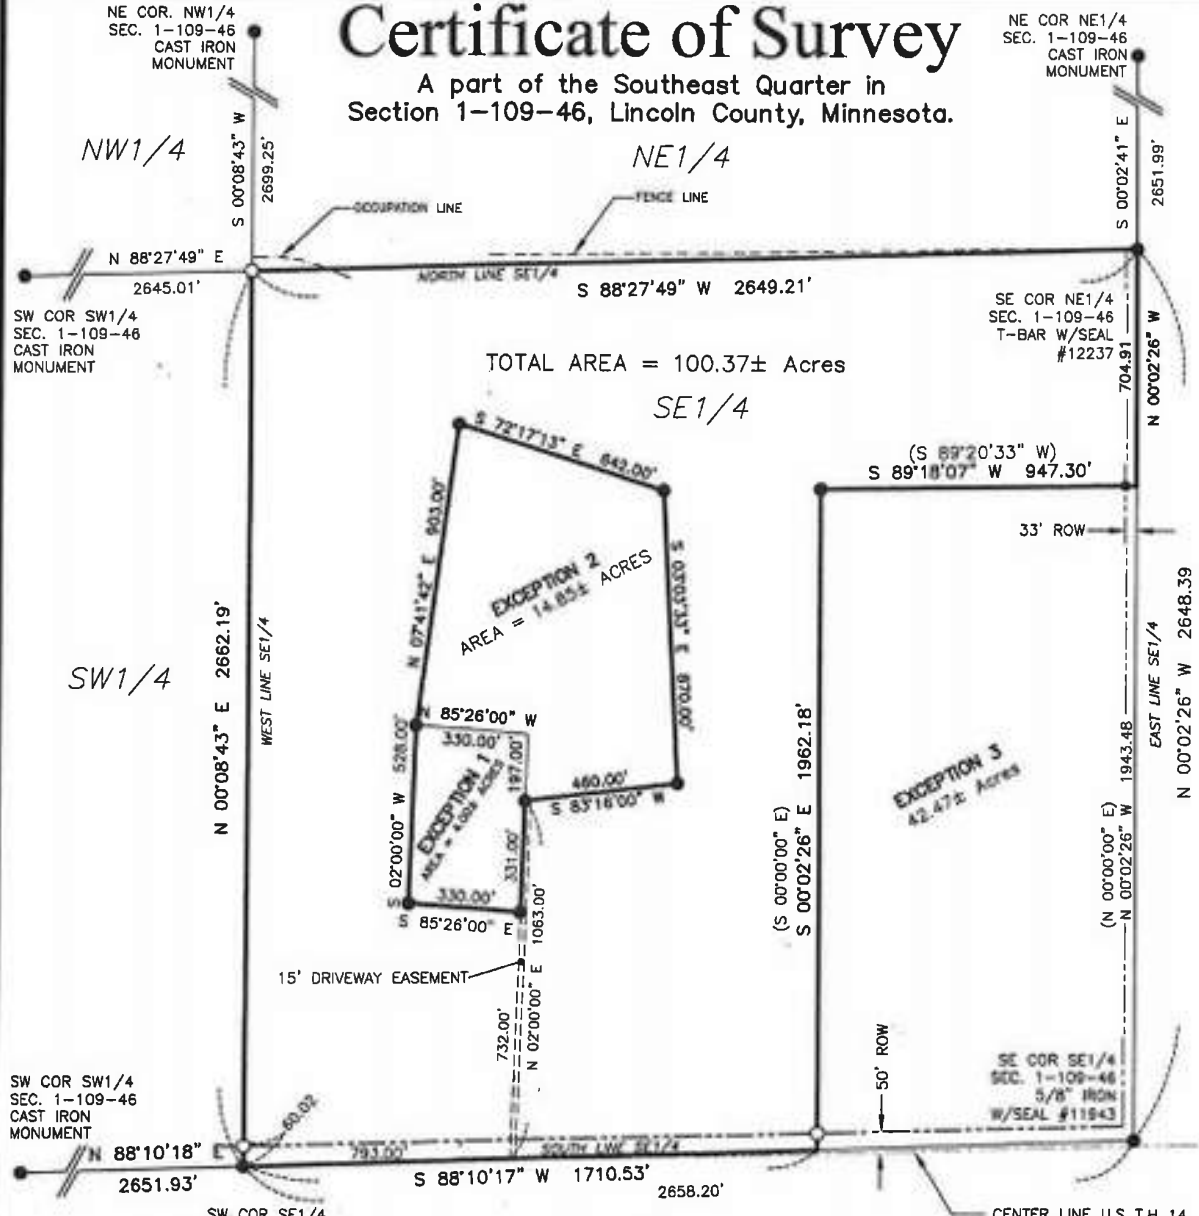 NE COR. NW1/4
SEC. 1-109-46
CAST IRON
MONUMENT
Certificate of Survey
A part of the Southeast Quarter in
Section 1-109-46, Lincoln County, Minnesota.
NE COR NE1/4
SEC. 1-109-46
CAST IRON
MONUMENT
NW1/4
S 00°08'43" W
2699.25'
NE1/4
S 00°02'41" E
2651.99'
OCCUPATION LINE
FENCE LINE
N 88°27'49" E
2645.01'
NORTH LINE SE1/4
S 88°27'49" W 2649.21'
SW COR SW1/4
SEC. 1-109-46
CAST IRON
MONUMENT
SE COR NE1/4
SEC. 1-109-46
T-BAR W/SEAL
#12237
704.91
N 00°02'26" W
TOTAL AREA = 100.37± Acres
SE1/4
S 72°17'13" E 642.00'
(S 89°20'33" W)
S 89°18'07" W 947.30'
33' ROW
N 07°41'42" E 903.00'
EXCEPTION 2
AREA = 14.85± ACRES
S 03°03'33" E 870.00'
SW1/4
N 00°08'43" E 2662.19'
WEST LINE SE1/4
N 85°26'00" W
330.00'
197.00'
S 02°00'00" W 528.00'
EXCEPTION 1
AREA = 4.00± ACRES
460.00'
S 83°16'00" W
331.00'
330.00'
S 85°26'00" E
1063.00'
N 02°00'00" E
15' DRIVEWAY EASEMENT
732.00'
(S 00°00'00" E)
S 00°02'26" E 1962.18'
EXCEPTION 3
42.47± Acres
(N 00°00'00" E)
N 00°02'26" W 1943.48
EAST LINE SE1/4
N 00°02'26" W 2648.39
50' ROW
SE COR SE1/4
SEC. 1-109-46
5/8" IRON
W/SEAL #11943
SW COR SW1/4
SEC. 1-109-46
CAST IRON
MONUMENT
60.02
N 88°10'18" E
2651.93'
793.00'
SOUTH LINE SE1/4
S 88°10'17" W 1710.53'
2658.20'
SW COR SE1/4
CENTER LINE U.S. T.H. 14